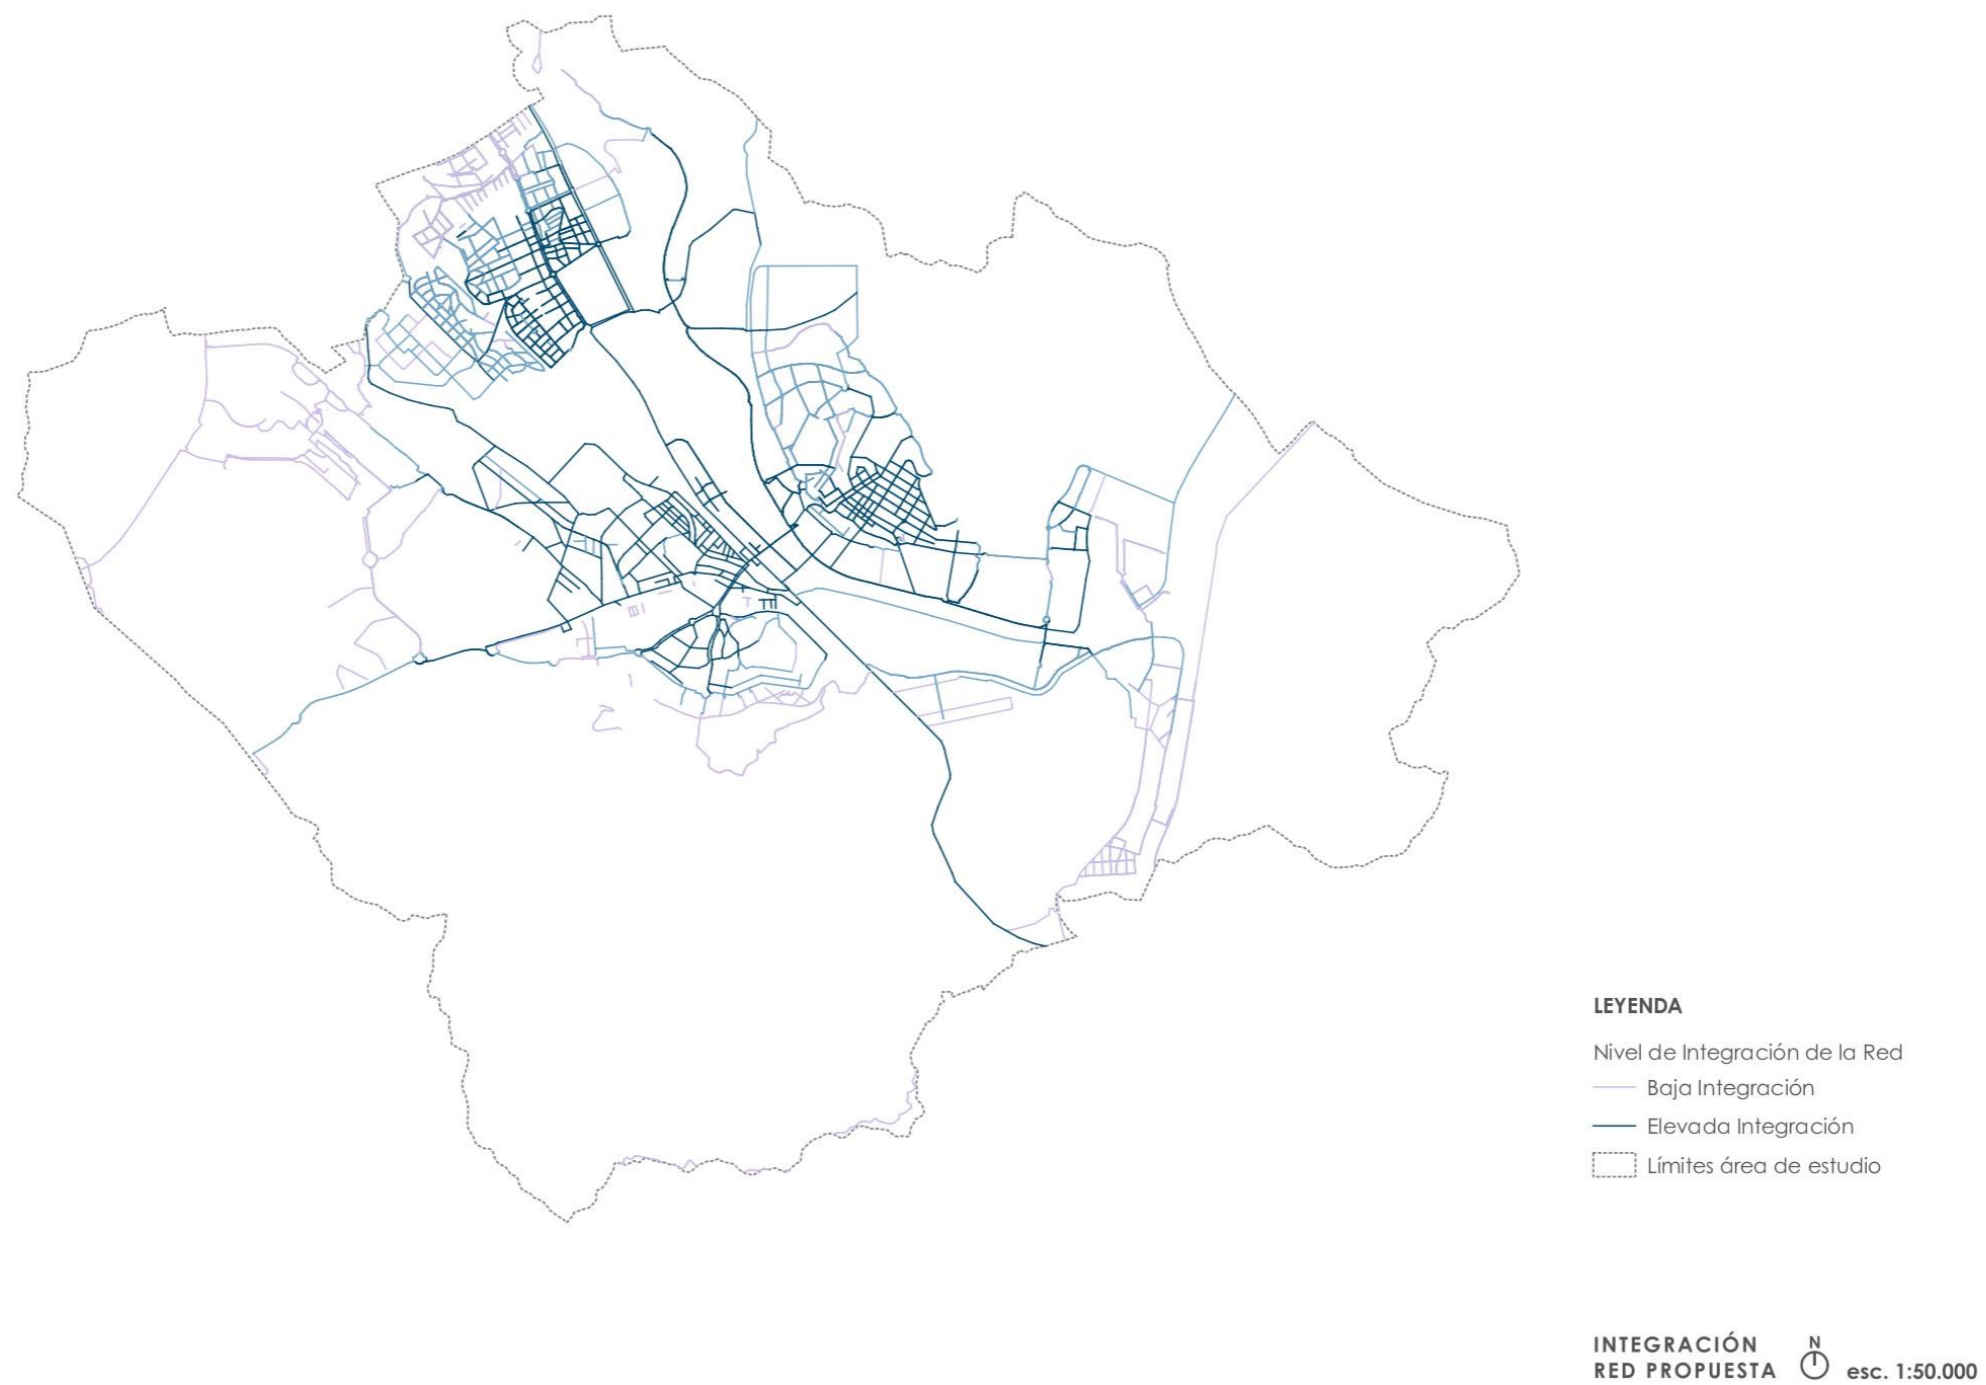 LEYENDA
Nivel de Integración de la Red
Baja Integración
Elevada Integración
Límites área de estudio
INTEGRACIÓN
RED PROPUESTA
N
esc. 1:50.000